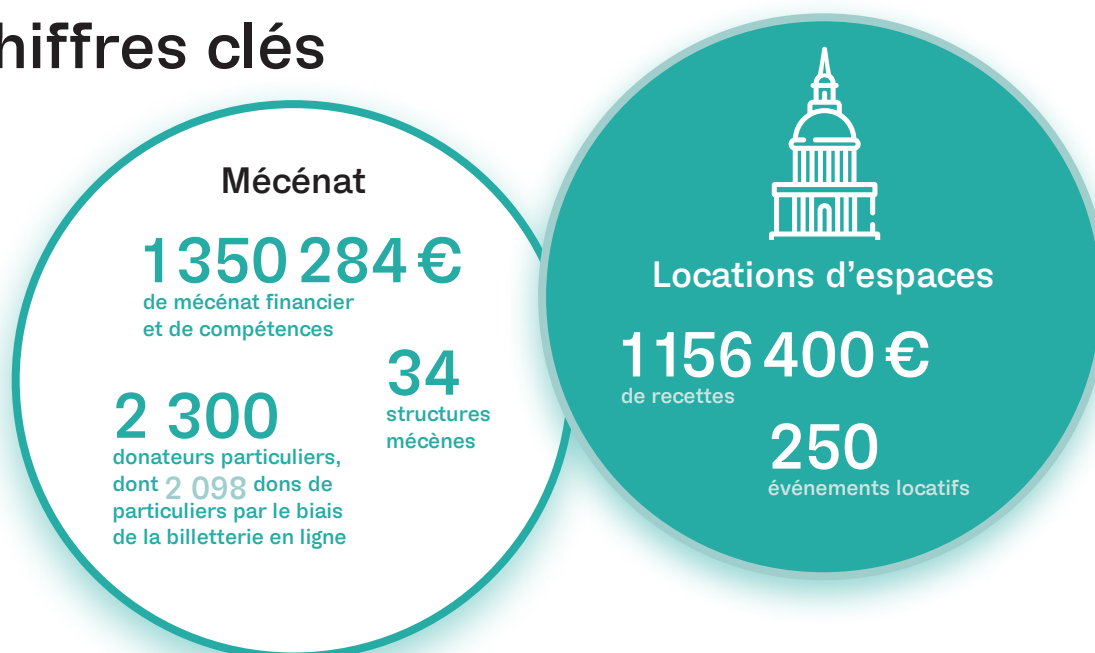 hiffres clés
Mécénat
1 350 284 €
de mécénat financier
et de compétences
34
structures
mécènes
2 300
donateurs particuliers,
dont 2 098 dons de
particuliers par le biais
de la billetterie en ligne
Locations d’espaces
1 156 400 €
de recettes
250
événements locatifs